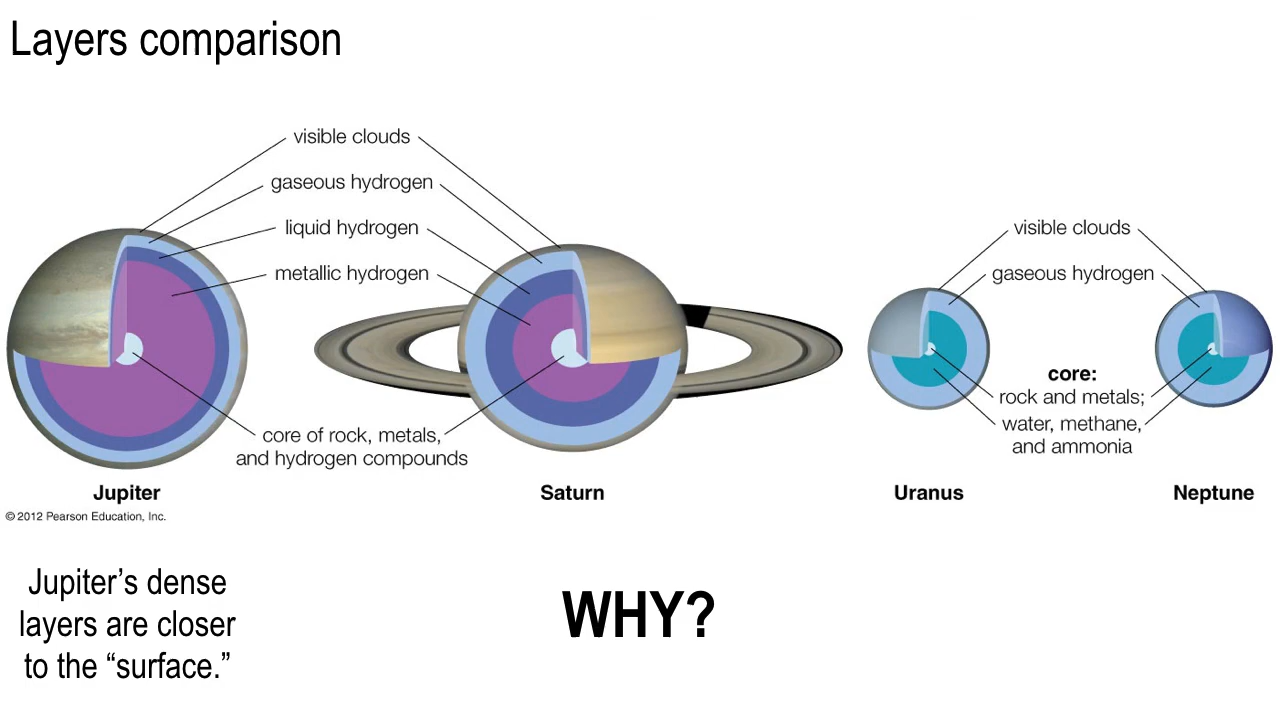 Layers comparison
visible clouds
gaseous hydrogen
liquid hydrogen
metallic hydrogen
core of rock, metals,
and hydrogen compounds
visible clouds
gaseous hydrogen
core:
rock and metals;
water, methane,
and ammonia
Jupiter
Saturn
Uranus
Neptune
© 2012 Pearson Education, Inc.
Jupiter’s dense
layers are closer
to the “surface.”
WHY?